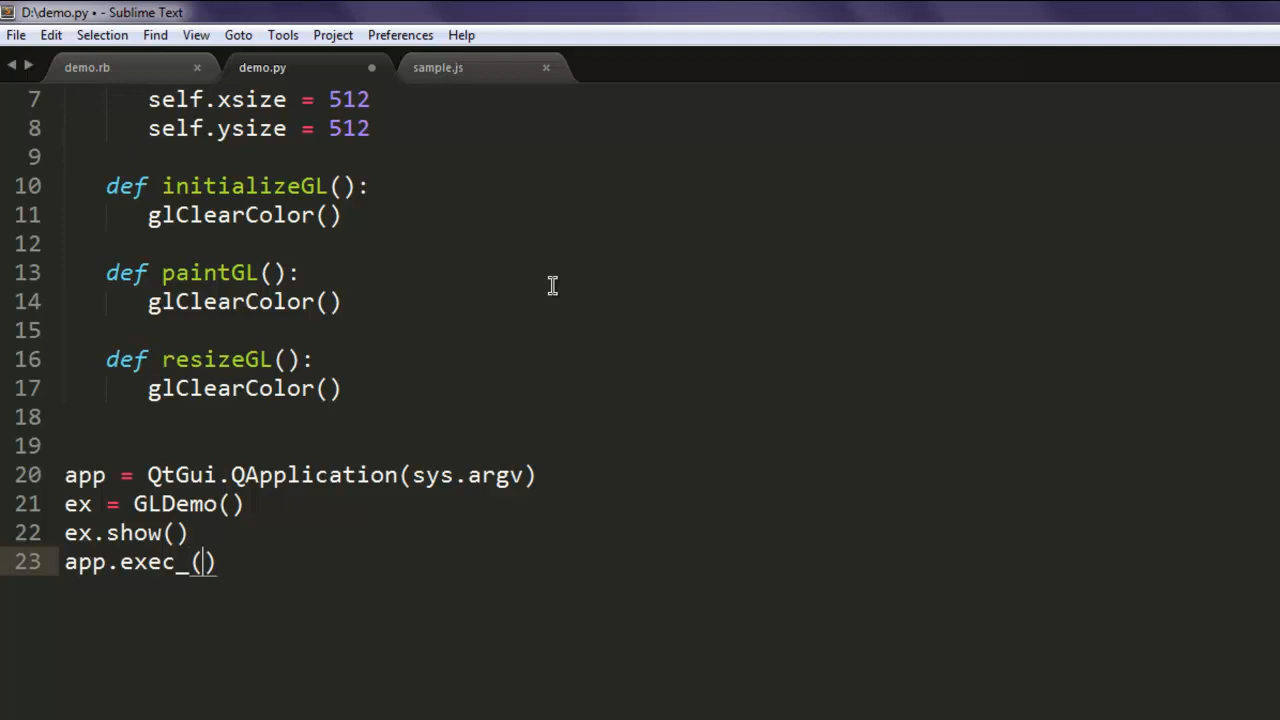 D:\demo.py • - Sublime Text
File Edit Selection Find View Goto Tools Project Preferences Help
demo.rb × demo.py sample.js ×
7 self.xsize = 512
8 self.ysize = 512
9
10 def initializeGL():
11 glClearColor()
12
13 def paintGL():
14 glClearColor()
15
16 def resizeGL():
17 glClearColor()
18
19
20 app = QtGui.QApplication(sys.argv)
21 ex = GLDemo()
22 ex.show()
23 app.exec_()